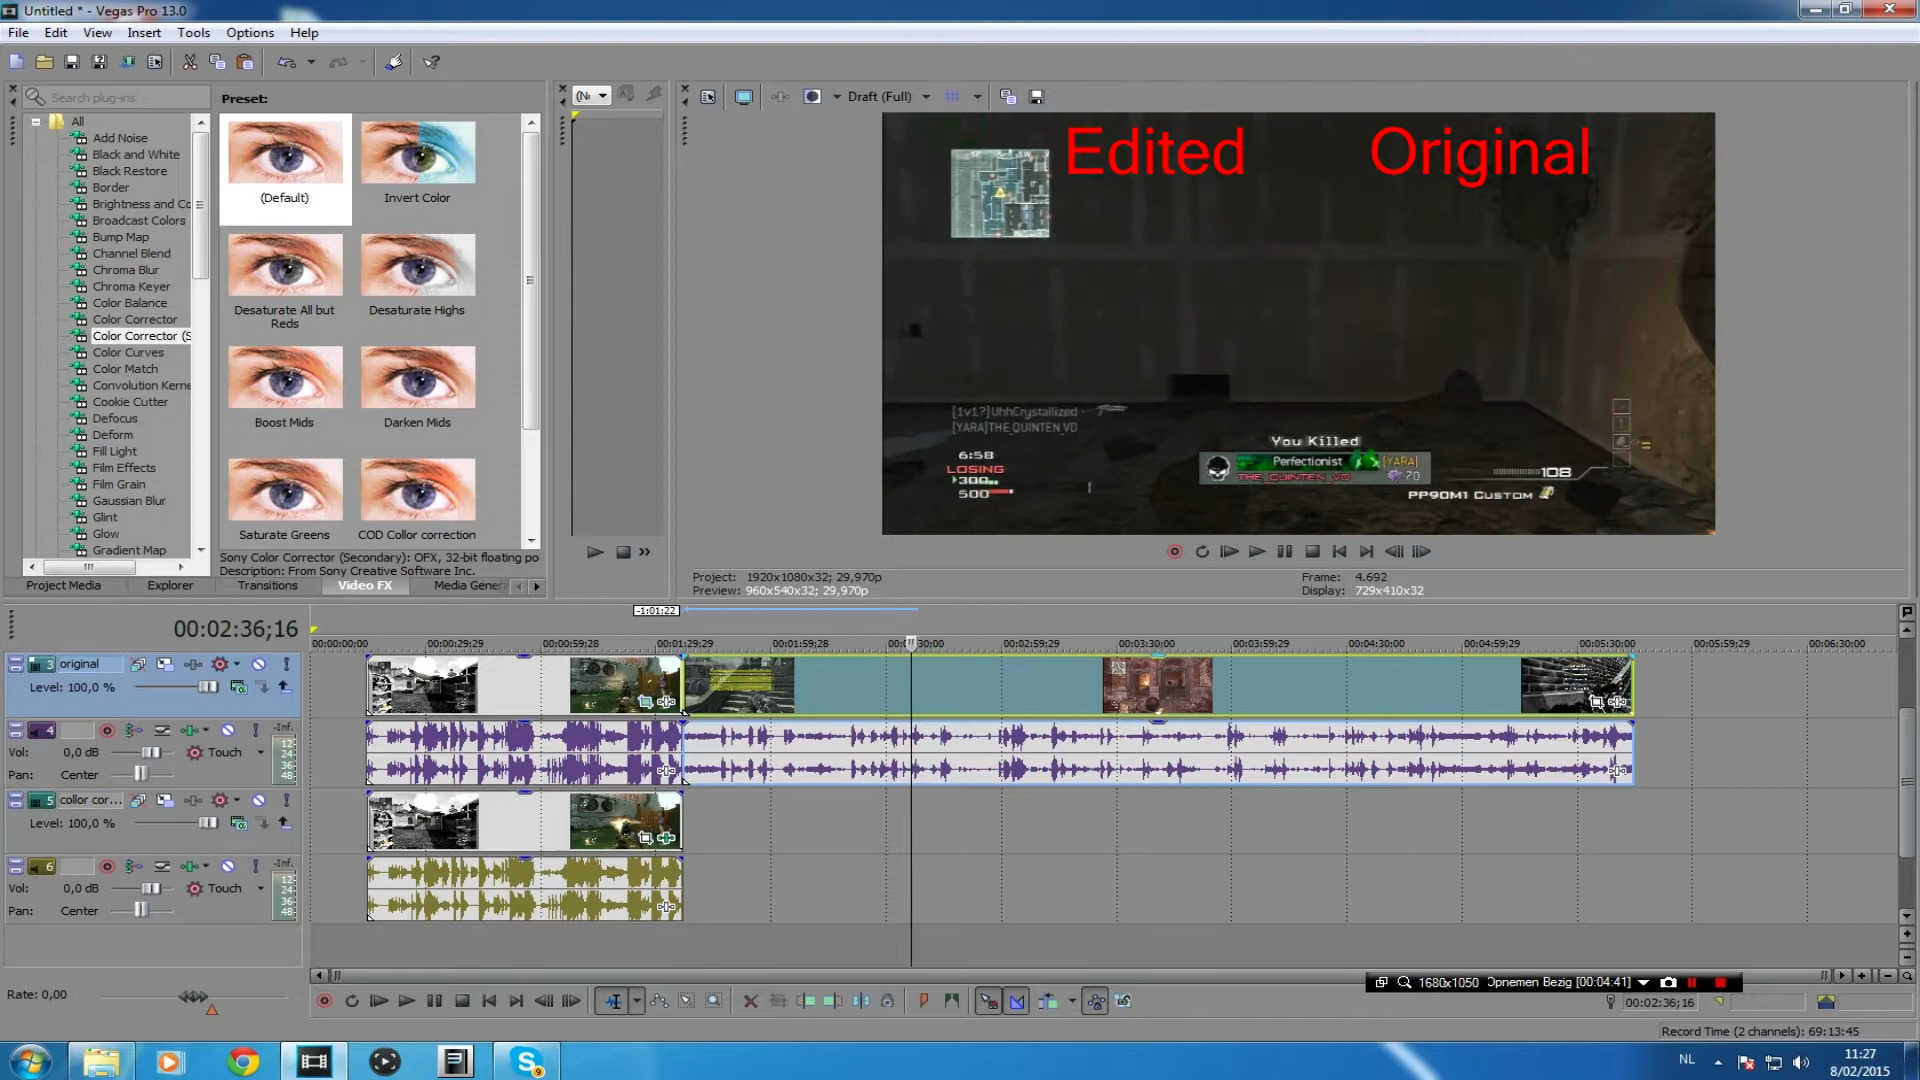 Untitled * - Vegas Pro 13.0
File Edit View Insert Tools Options Help
Search plug-ins
Preset:
All
Add Noise
Black and White
Black Restore
Border
Brightness and Co
Broadcast Colors
Bump Map
Channel Blend
Chroma Blur
Chroma Keyer
Color Balance
Color Corrector
Color Corrector (S
Color Curves
Color Match
Convolution Kerne
Cookie Cutter
Defocus
Deform
Fill Light
Film Effects
Film Grain
Gaussian Blur
Glint
Glow
Gradient Map
(Default)
Invert Color
Desaturate All but Reds
Desaturate Highs
Boost Mids
Darken Mids
Saturate Greens
COD Collor correction
Sony Color Corrector (Secondary): OFX, 32-bit floating po
Description: From Sony Creative Software Inc.
Project Media Explorer Transitions Video FX Media Gener
Draft (Full)
Edited Original
[1v1?]UhhCrystallized
[YARA]THE_QUINTEN_VD
6:58
LOSING
300
500
You Killed
Perfectionist [YARA]
THE_QUINTEN_VD 70
108
PP90M1 Custom
Project: 1920x1080x32; 29,970p
Preview: 960x540x32; 29,970p
Frame: 4.692
Display: 729x410x32
-1:01:22
00:02:36;16
00:00:00;00 00:00:29;29 00:00:59;28 00:01:29;29 00:01:59;28 00:02:59;29 00:03:30;00 00:03:59;29 00:04:30;00 00:04:59;29 00:05:30;00 00:05:59;29 00:06:30;00
3 original
Level: 100,0 %
4 -Inf.
Vol: 0,0 dB Touch
Pan: Center
12 24 36 48
5 collor cor...
Level: 100,0 %
6 -Inf.
Vol: 0,0 dB Touch
Pan: Center
12 24 36 48
Rate: 0,00
1680x1050 Opnemen Bezig [00:04:41]
00:02:36;16
Record Time (2 channels): 69:13:45
NL
11:27
8/02/2015